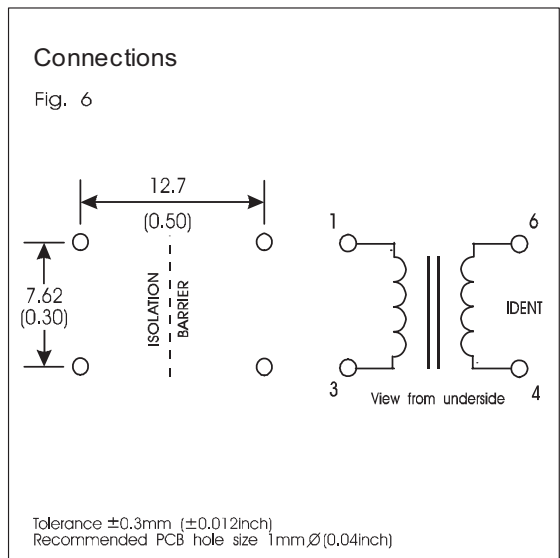 Connections
Fig. 6
12.7
(0.50)
7.62
(0.30)
ISOLATION
BARRIER
1
6
IDENT
3
View from underside
4
Tolerance ±0.3mm (±0.012inch)
Recommended PCB hole size 1mmØ(0.04inch)